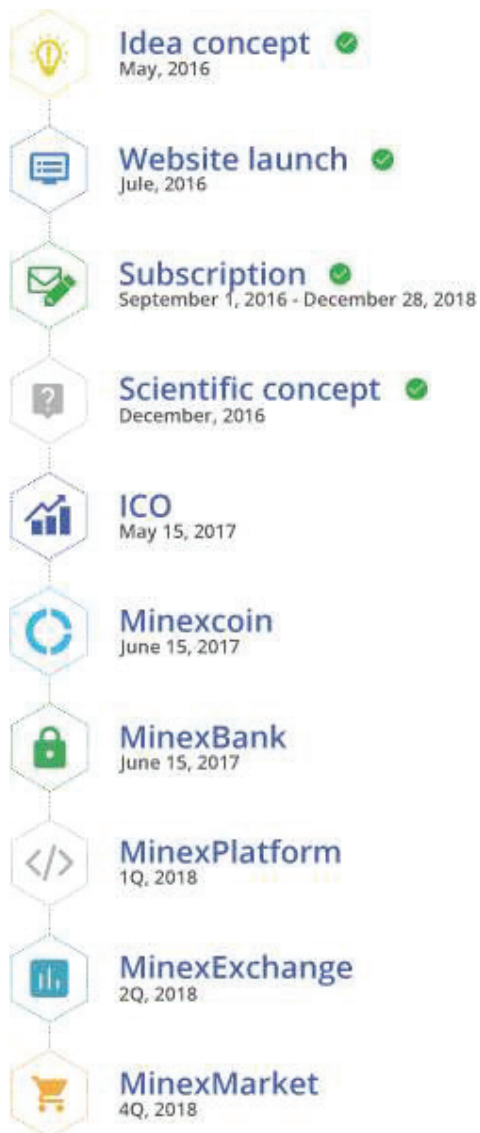 Idea concept
May, 2016
Website launch
Jule, 2016
Subscription
September 1, 2016 - December 28, 2018
Scientific concept
December, 2016
ICO
May 15, 2017
Minexcoin
June 15, 2017
MinexBank
June 15, 2017
MinexPlatform
1Q, 2018
MinexExchange
2Q, 2018
MinexMarket
4Q, 2018